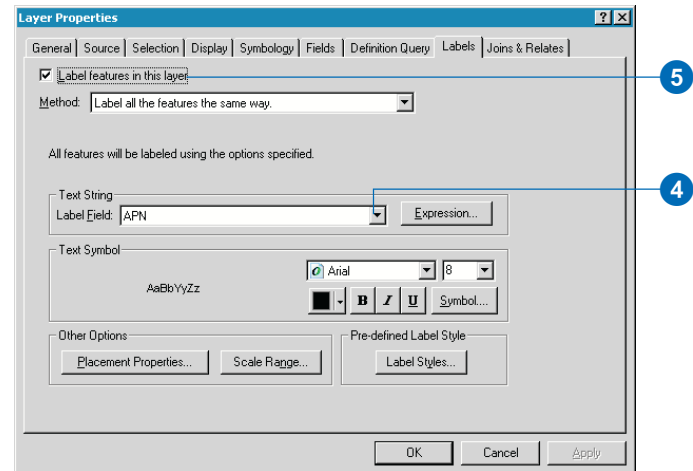 Layer Properties
General Source Selection Display Symbology Fields Definition Query Labels Joins & Relates
Label features in this layer
5
Method: Label all the features the same way.
All features will be labeled using the options specified.
Text String
4
Label Field: APN Expression...
Text Symbol
AaBbYyZz
Arial 8
B I U Symbol....
Other Options
Pre-defined Label Style
Placement Properties... Scale Range... Label Styles...
OK Cancel Apply